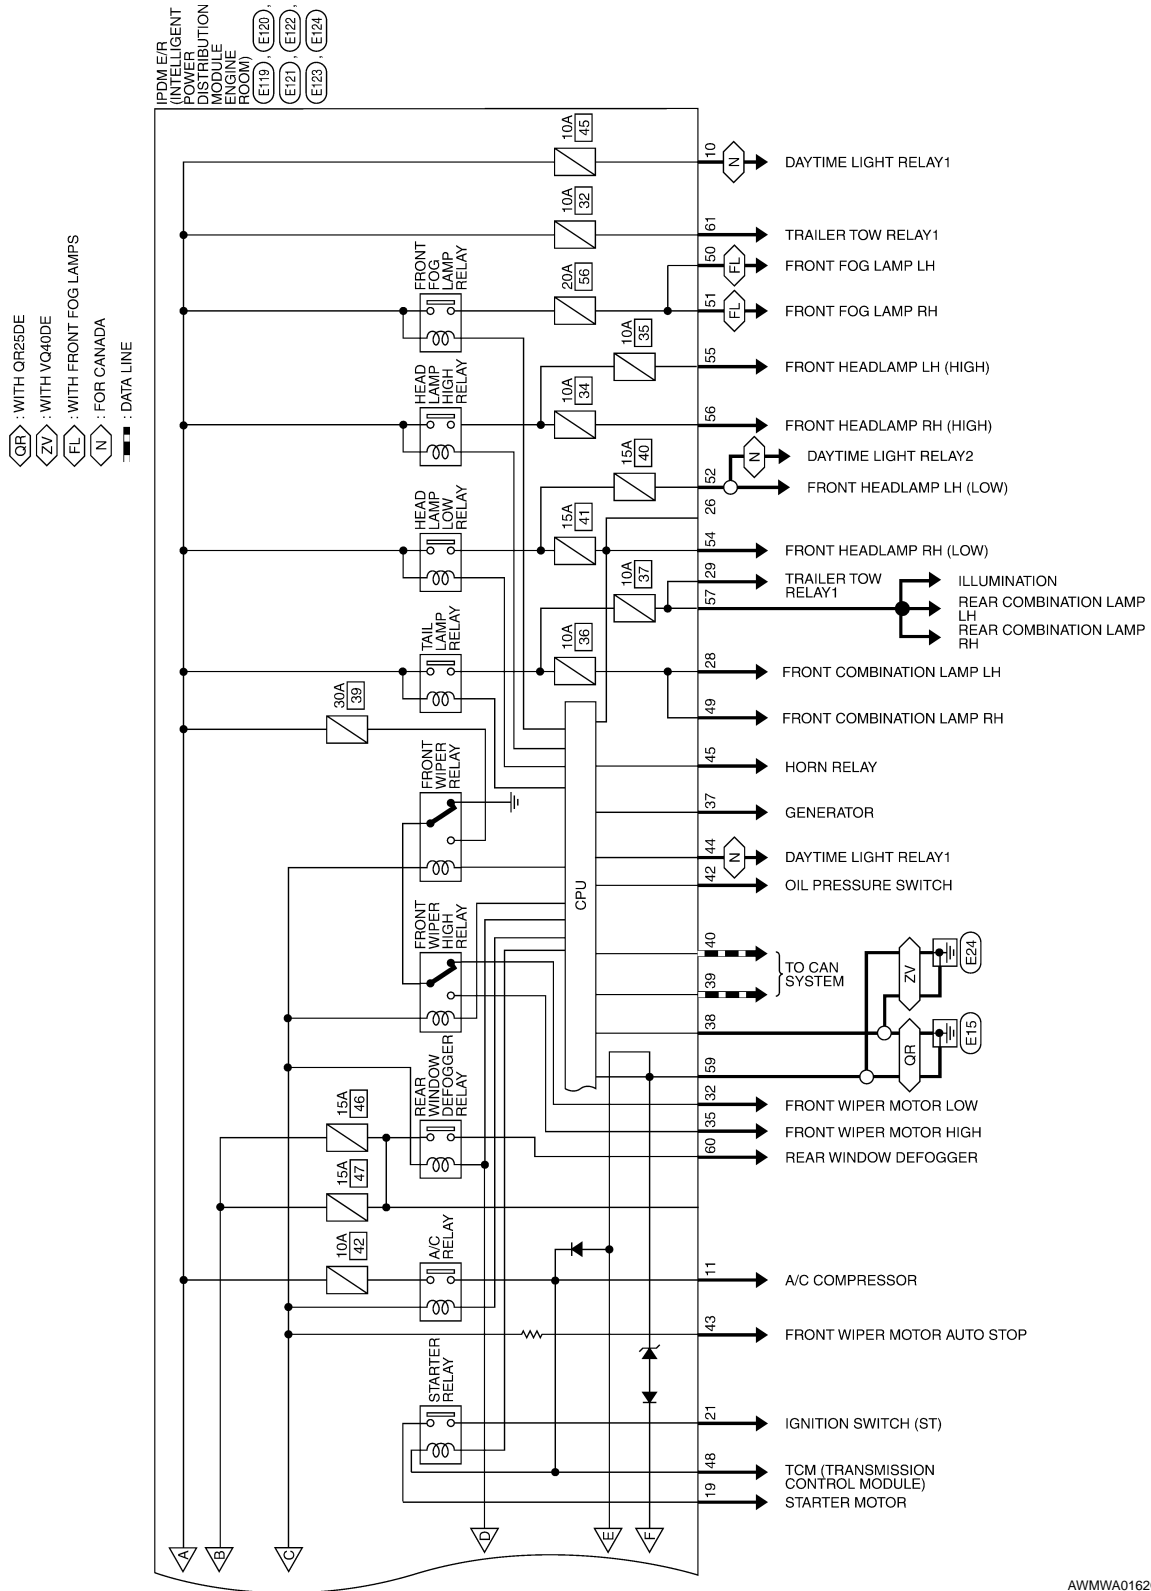 IPDM E/R
(INTELLIGENT
POWER
DISTRIBUTION
MODULE
ENGINE
ROOM)
E119 , E120 ,
E121 , E122 ,
E123 , E124
QR : WITH QR25DE
ZV : WITH VQ40DE
FL : WITH FRONT FOG LAMPS
N : FOR CANADA
: DATA LINE
10A
45
10
N
DAYTIME LIGHT RELAY1
10A
32
61
TRAILER TOW RELAY1
50
FL
FRONT FOG LAMP LH
FRONT
FOG
LAMP
RELAY
20A
56
51
FL
FRONT FOG LAMP RH
10A
35
55
FRONT HEADLAMP LH (HIGH)
HEAD
LAMP
HIGH
RELAY
10A
34
56
FRONT HEADLAMP RH (HIGH)
N
DAYTIME LIGHT RELAY2
15A
40
52
FRONT HEADLAMP LH (LOW)
26
HEAD
LAMP
LOW
RELAY
15A
41
54
FRONT HEADLAMP RH (LOW)
29
TRAILER TOW
RELAY1
10A
37
57
ILLUMINATION
REAR COMBINATION LAMP
LH
REAR COMBINATION LAMP
RH
TAIL
LAMP
RELAY
10A
36
28
FRONT COMBINATION LAMP LH
49
FRONT COMBINATION LAMP RH
30A
39
FRONT
WIPER
RELAY
45
HORN RELAY
37
GENERATOR
44
N
DAYTIME LIGHT RELAY1
42
OIL PRESSURE SWITCH
CPU
FRONT
WIPER
HIGH
RELAY
40
39
TO CAN
SYSTEM
38
59
ZV
E24
QR
E15
32
FRONT WIPER MOTOR LOW
35
FRONT WIPER MOTOR HIGH
60
REAR WINDOW DEFOGGER
REAR
WINDOW
DEFOGGER
RELAY
15A
46
15A
47
10A
42
A/C
RELAY
11
A/C COMPRESSOR
43
FRONT WIPER MOTOR AUTO STOP
STARTER
RELAY
21
IGNITION SWITCH (ST)
48
TCM (TRANSMISSION
CONTROL MODULE)
19
STARTER MOTOR
A
B
C
D
E
F